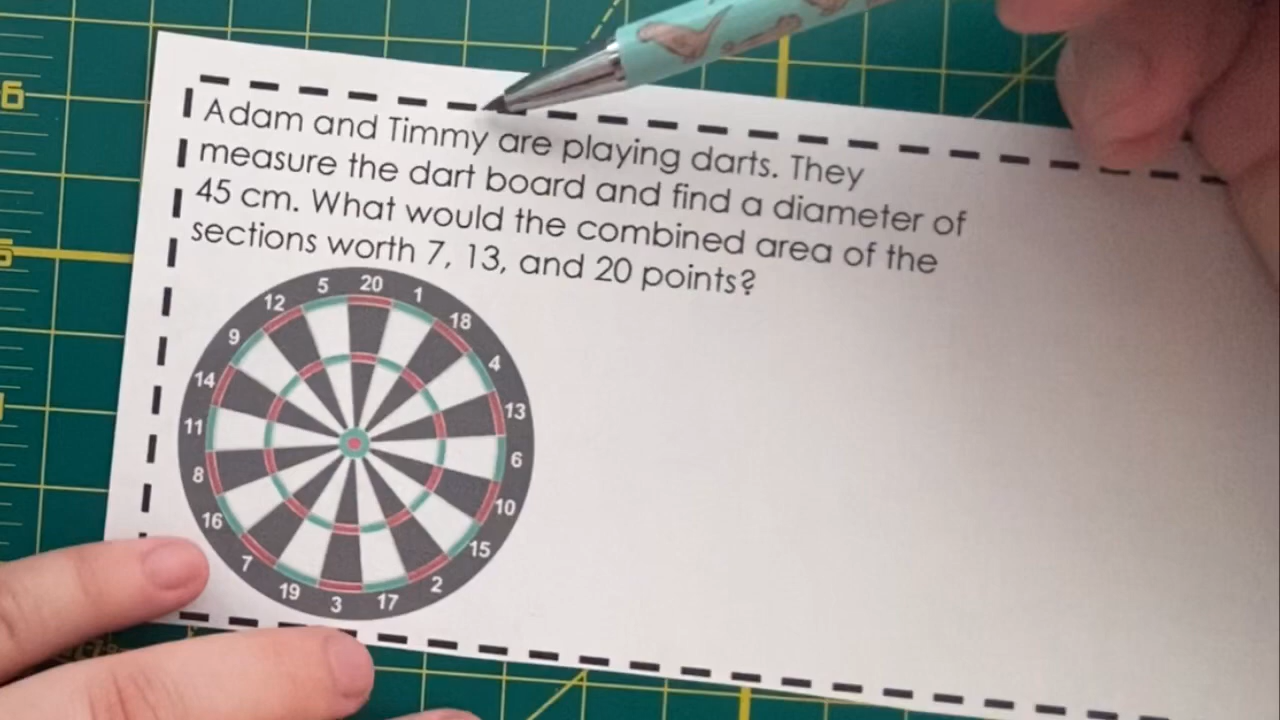 Adam and Timmy are playing darts. They
measure the dart board and find a diameter of
45 cm. What would the combined area of the
sections worth 7, 13, and 20 points?
5 20 1
12 18
9 4
14 13
11 6
8 10
16 15
7 2
19 3 17
6